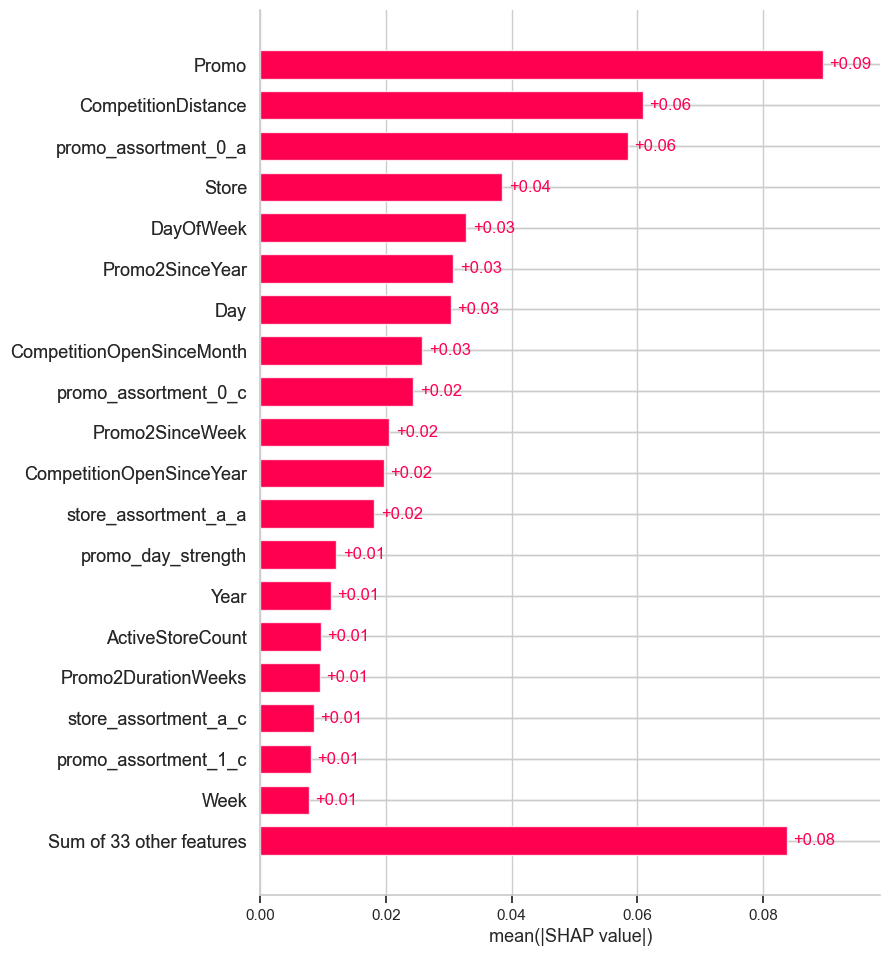 Promo +0.09
CompetitionDistance +0.06
promo_assortment_0_a +0.06
Store +0.04
DayOfWeek +0.03
Promo2SinceYear +0.03
Day +0.03
CompetitionOpenSinceMonth +0.03
promo_assortment_0_c +0.02
Promo2SinceWeek +0.02
CompetitionOpenSinceYear +0.02
store_assortment_a_a +0.02
promo_day_strength +0.01
Year +0.01
ActiveStoreCount +0.01
Promo2DurationWeeks +0.01
store_assortment_a_c +0.01
promo_assortment_1_c +0.01
Week +0.01
Sum of 33 other features +0.08
0.00 0.02 0.04 0.06 0.08
mean(|SHAP value|)